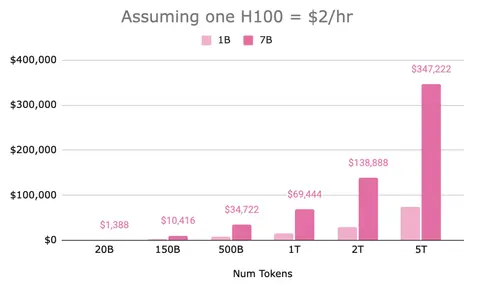 Assuming one H100 = $2/hr
1B 7B
$400,000
$347,222
$300,000
$200,000
$138,888
$100,000
$69,444
$34,722
$10,416
$1,388
$0
20B 150B 500B 1T 2T 5T
Num Tokens